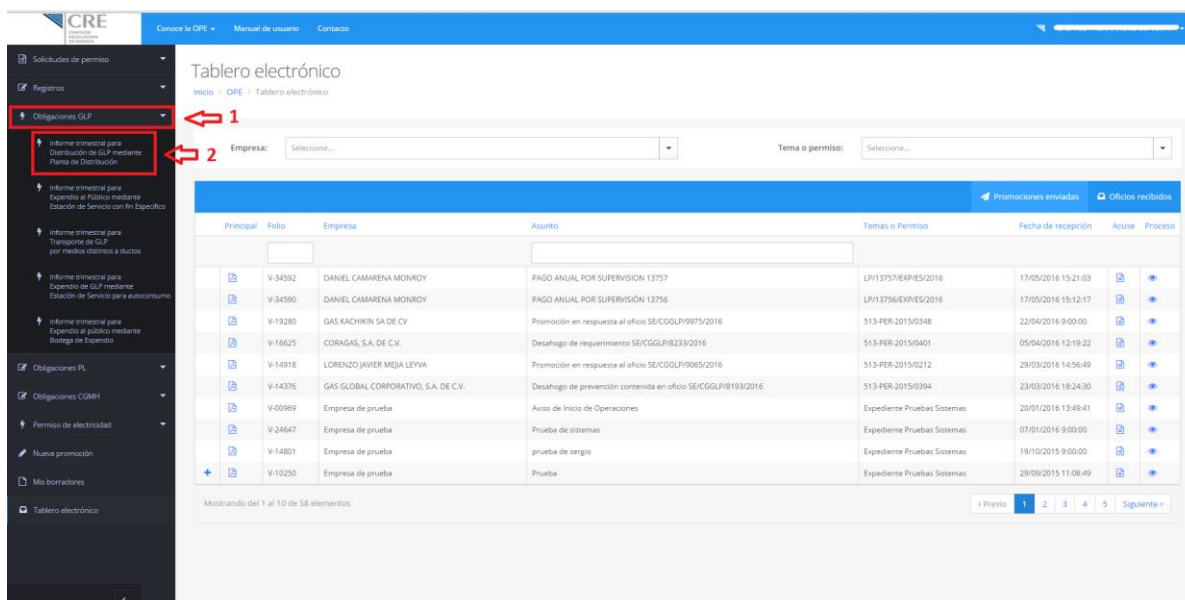 CRE
COMISIÓN
REGULADORA
DE ENERGÍA
Conoce la OPE
Manual de usuario
Contacto
Solicitudes de permiso
Registros
Obligaciones GLP
1
Informe trimestral para
Distribución de GLP mediante
Planta de Distribución
2
Informe trimestral para
Expendio al Público mediante
Estación de Servicio con fin Específico
Informe trimestral para
Transporte de GLP
por medios distintos a ductos
Informe trimestral para
Expendio de GLP mediante
Estación de Servicio para autoconsumo
Informe trimestral para
Expendio al público mediante
Bodega de Expendio
Obligaciones PL
Obligaciones CGMH
Permiso de electricidad
Nueva promoción
Mis borradores
Tablero electrónico
Tablero electrónico
Inicio / OPE / Tablero electrónico
Empresa: Seleccione... Tema o permiso: Seleccione...
Promociones enviadas Oficios recibidos
Principal Folio Empresa Asunto Temas o Permiso Fecha de recepción Acuse Proceso
V-34592 DANIEL CAMARENA MONROY PAGO ANUAL POR SUPERVISION 13757 LP/13757/EXP/ES/2016 17/05/2016 15:21:03
V-34590 DANIEL CAMARENA MONROY PAGO ANUAL POR SUPERVISIÓN 13756 LP/13756/EXP/ES/2016 17/05/2016 15:12:17
V-19280 GAS KACHIKIN SA DE CV Promoción en respuesta al oficio SE/CGGLP/9975/2016 513-PER-2015/0348 22/04/2016 9:00:00
V-16625 CORAGAS, S.A. DE C.V. Desahogo de requerimiento SE/CGGLP/8233/2016 513-PER-2015/0401 05/04/2016 12:19:22
V-14918 LORENZO JAVIER MEJIA LEYVA Promoción en respuesta al oficio SE/CGGLP/9065/2016 513-PER-2015/0212 29/03/2016 14:56:49
V-14376 GAS GLOBAL CORPORATIVO, S.A. DE C.V. Desahogo de prevención contenida en oficio SE/CGGLP/8193/2016 513-PER-2015/0394 23/03/2016 18:24:30
V-00969 Empresa de prueba Aviso de Inicio de Operaciones Expediente Pruebas Sistemas 20/01/2016 13:49:41
V-24647 Empresa de prueba Prueba de sistemas Expediente Pruebas Sistemas 07/01/2016 9:00:00
V-14801 Empresa de prueba prueba de sergio Expediente Pruebas Sistemas 19/10/2015 9:00:00
V-10250 Empresa de prueba Prueba Expediente Pruebas Sistemas 29/09/2015 11:08:49
Mostrando del 1 al 10 de 58 elementos
‹ Previo 1 2 3 4 5 Siguiente ›